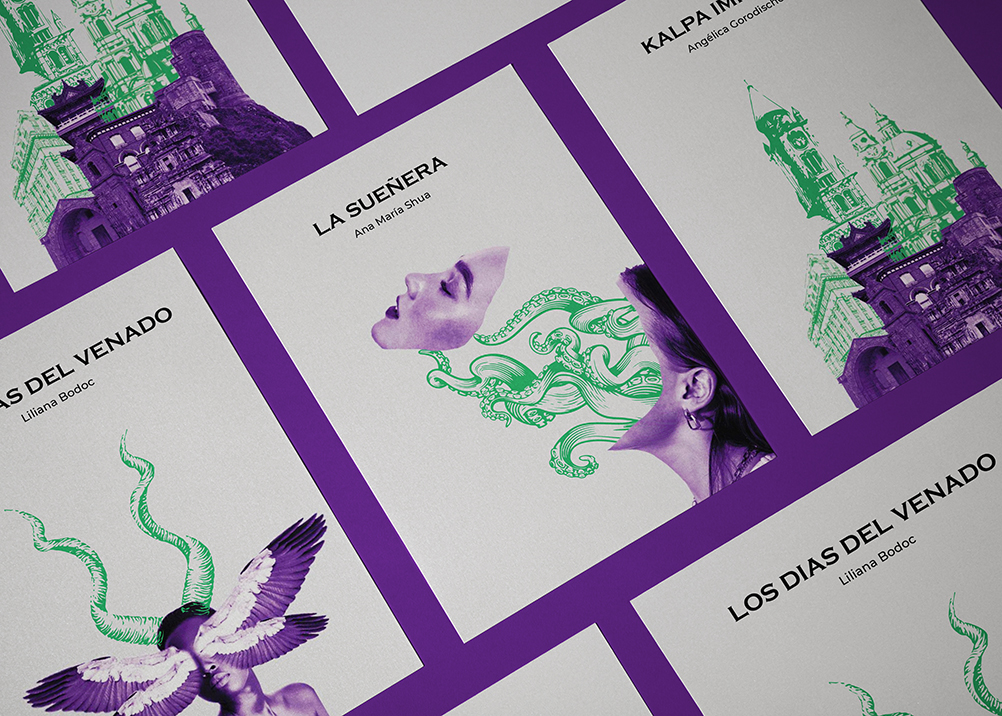 KALPA IM
Angélica Gorodische
LA SUEÑERA
Ana María Shua
AS DEL VENADO
Liliana Bodoc
LOS DIAS DEL VENADO
Liliana Bodoc